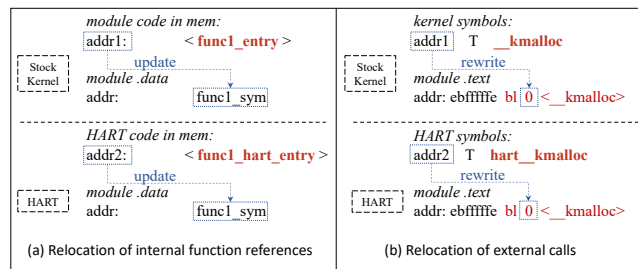 module code in mem:
addr1: < func1_entry >
update
Stock
Kernel
module .data
addr: func1_sym
HART code in mem:
addr2: < func1_hart_entry >
update
HART
module .data
addr: func1_sym
(a) Relocation of internal function references
kernel symbols:
addr1 T __kmalloc
rewrite
Stock
Kernel
module .text
addr: ebfffffe bl 0 <__kmalloc>
HART symbols:
addr2 T hart__kmalloc
rewrite
HART
module .text
addr: ebfffffe bl 0 <__kmalloc>
(b) Relocation of external calls